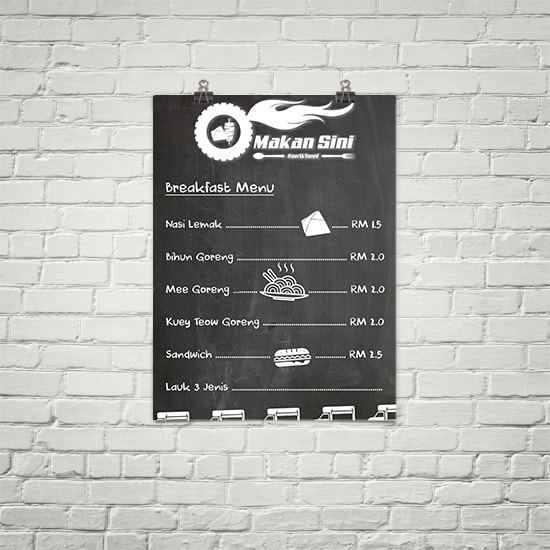 Makan Sini
#onWheel
Breakfast Menu
Nasi Lemak RM 1.5
Bihun Goreng RM 2.0
Mee Goreng RM 2.0
Kuey Teow Goreng RM 2.0
Sandwich RM 2.5
Lauk 3 Jenis